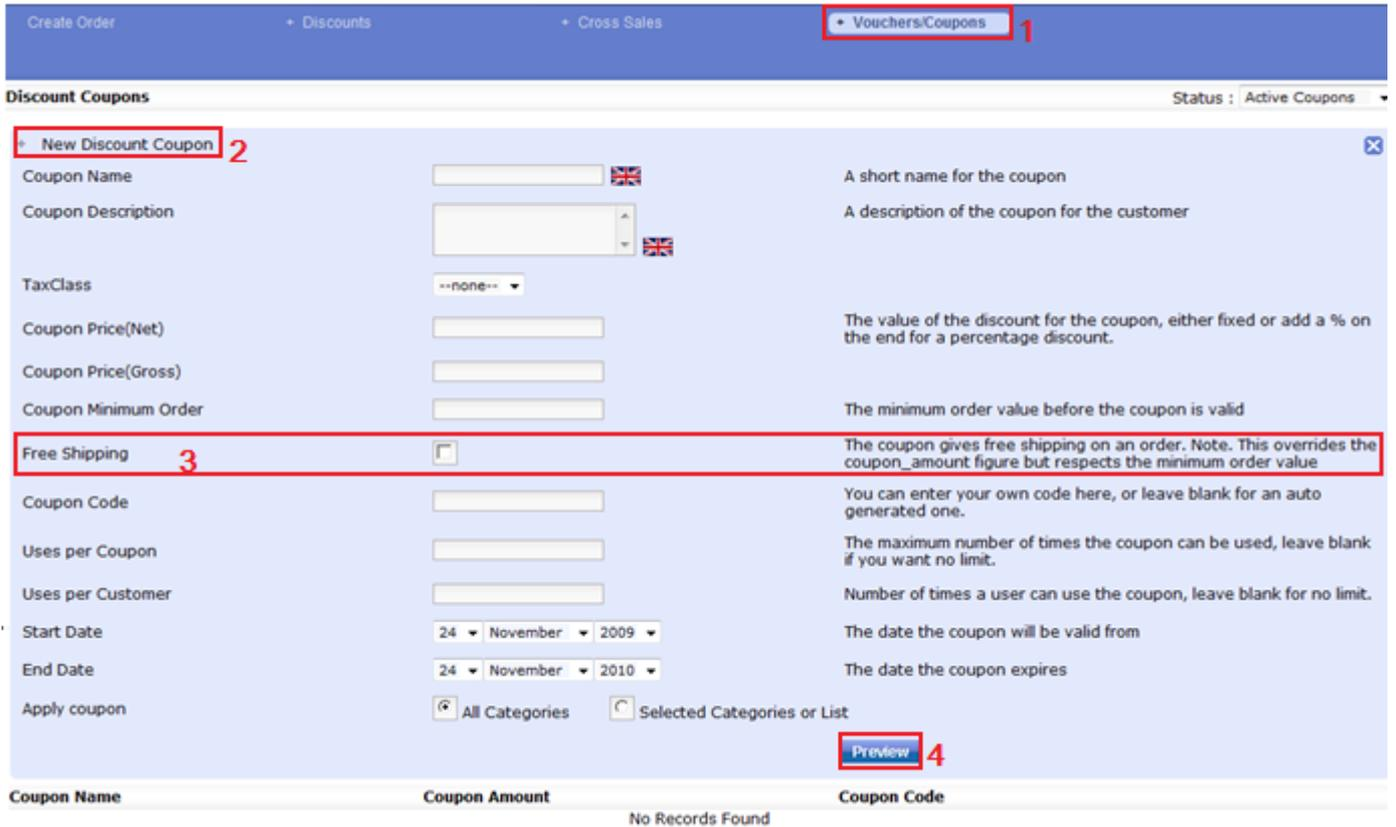 Create Order + Discounts + Cross Sales + Vouchers/Coupons 1
Discount Coupons Status : Active Coupons
+ New Discount Coupon 2
Coupon Name A short name for the coupon
Coupon Description A description of the coupon for the customer
TaxClass --none--
Coupon Price(Net) The value of the discount for the coupon, either fixed or add a % on
the end for a percentage discount.
Coupon Price(Gross)
Coupon Minimum Order The minimum order value before the coupon is valid
Free Shipping 3 The coupon gives free shipping on an order. Note. This overrides the
coupon_amount figure but respects the minimum order value
Coupon Code You can enter your own code here, or leave blank for an auto
generated one.
Uses per Coupon The maximum number of times the coupon can be used, leave blank
if you want no limit.
Uses per Customer Number of times a user can use the coupon, leave blank for no limit.
Start Date 24 November 2009 The date the coupon will be valid from
End Date 24 November 2010 The date the coupon expires
Apply coupon All Categories Selected Categories or List
Preview 4
Coupon Name Coupon Amount Coupon Code
No Records Found